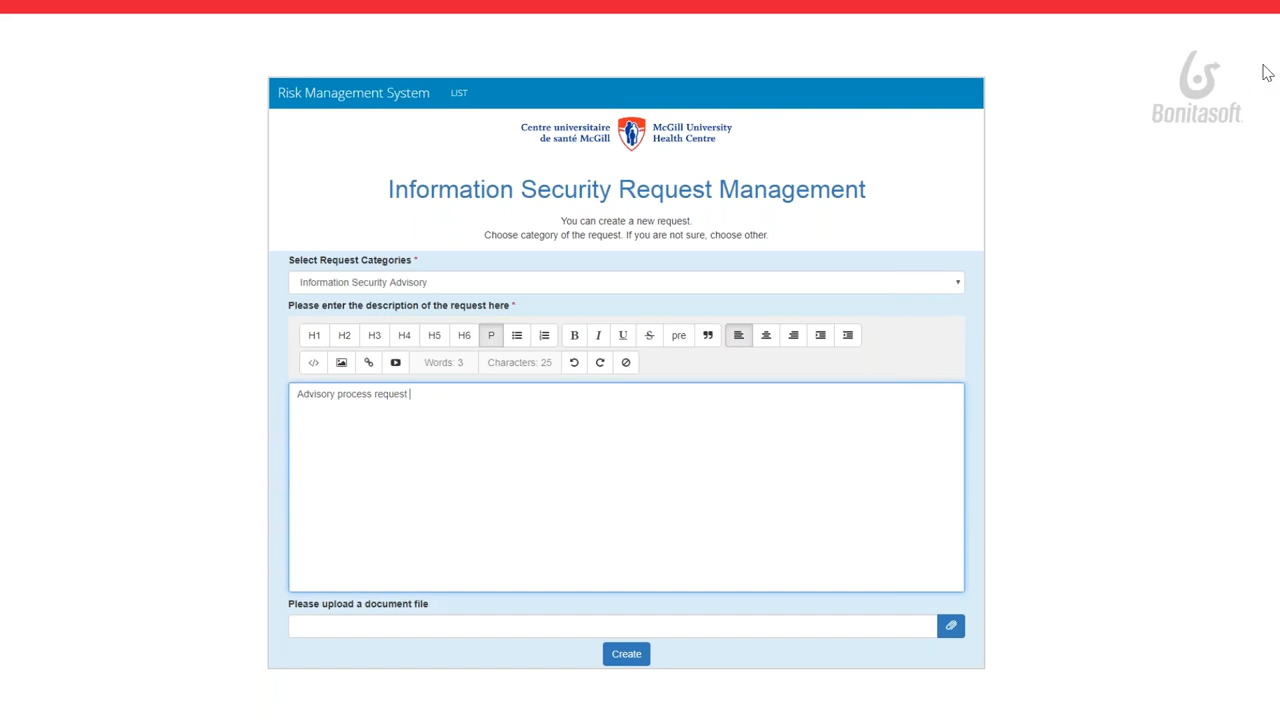 Bonitasoft
Risk Management System LIST
Centre universitaire
de santé McGill
McGill University
Health Centre
Information Security Request Management
You can create a new request.
Choose category of the request. If you are not sure, choose other.
Select Request Categories *
Information Security Advisory
Please enter the description of the request here *
H1 H2 H3 H4 H5 H6 P B I U S pre
Words: 3 Characters: 25
Advisory process request
Please upload a document file
Create